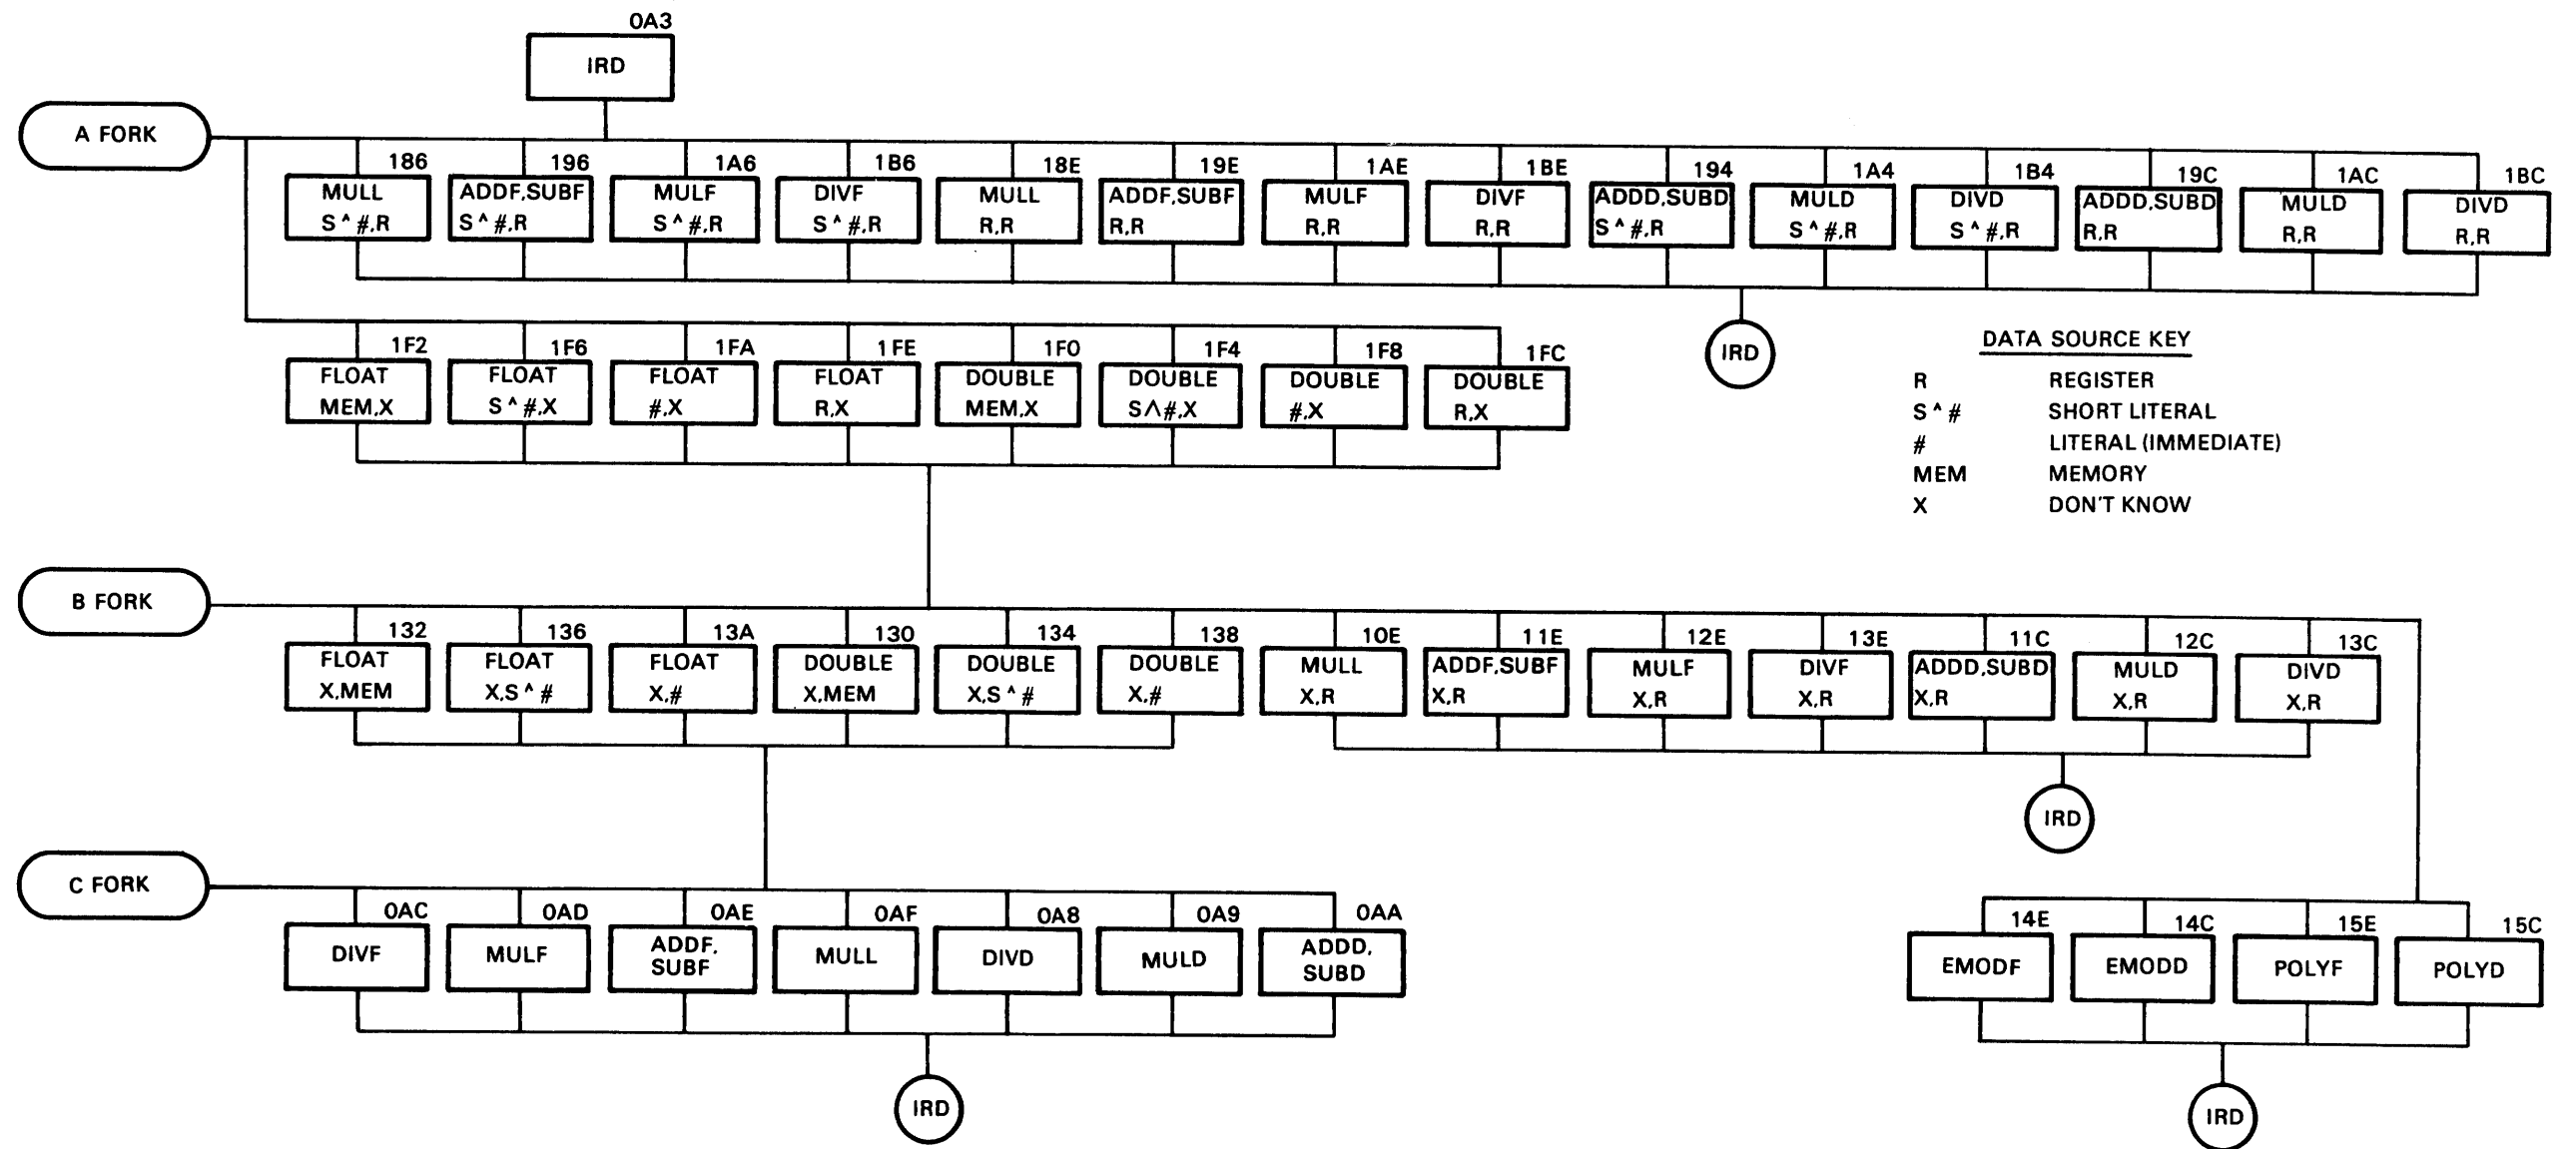 0A3
IRD
A FORK
186
MULL
S^#,R
196
ADDF,SUBF
S^#,R
1A6
MULF
S^#,R
1B6
DIVF
S^#,R
18E
MULL
R,R
19E
ADDF,SUBF
R,R
1AE
MULF
R,R
1BE
DIVF
R,R
194
ADDD,SUBD
S^#,R
1A4
MULD
S^#,R
1B4
DIVD
S^#,R
19C
ADDD,SUBD
R,R
1AC
MULD
R,R
1BC
DIVD
R,R
IRD
1F2
FLOAT
MEM,X
1F6
FLOAT
S^#,X
1FA
FLOAT
#,X
1FE
FLOAT
R,X
1F0
DOUBLE
MEM,X
1F4
DOUBLE
S^#,X
1F8
DOUBLE
#,X
1FC
DOUBLE
R,X
DATA SOURCE KEY
R REGISTER
S^# SHORT LITERAL
# LITERAL (IMMEDIATE)
MEM MEMORY
X DON'T KNOW
B FORK
132
FLOAT
X,MEM
136
FLOAT
X,S^#
13A
FLOAT
X,#
130
DOUBLE
X,MEM
134
DOUBLE
X,S^#
138
DOUBLE
X,#
10E
MULL
X,R
11E
ADDF,SUBF
X,R
12E
MULF
X,R
13E
DIVF
X,R
11C
ADDD,SUBD
X,R
12C
MULD
X,R
13C
DIVD
X,R
IRD
C FORK
0AC
DIVF
0AD
MULF
0AE
ADDF,
SUBF
0AF
MULL
0A8
DIVD
0A9
MULD
0AA
ADDD,
SUBD
IRD
14E
EMODF
14C
EMODD
15E
POLYF
15C
POLYD
IRD